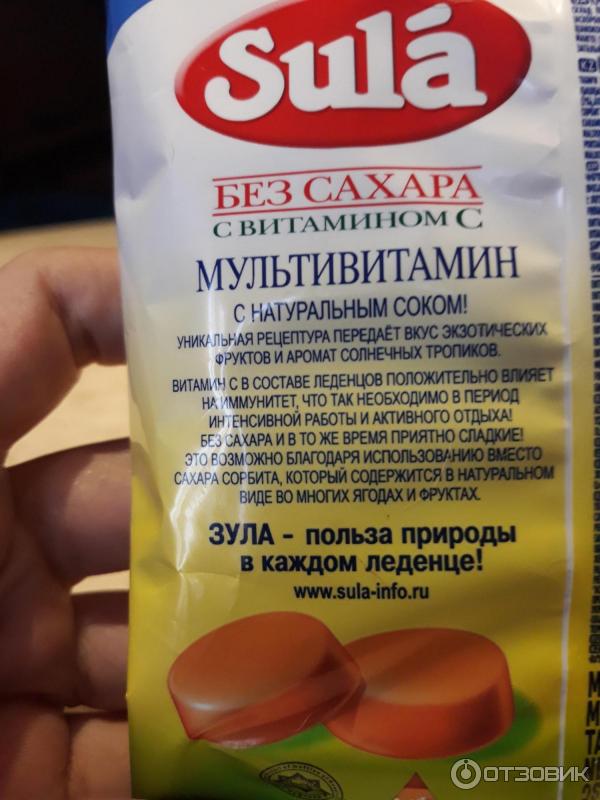 Sulá
БЕЗ САХАРА
С ВИТАМИНОМ С
МУЛЬТИВИТАМИН
С НАТУРАЛЬНЫМ СОКОМ!
УНИКАЛЬНАЯ РЕЦЕПТУРА ПЕРЕДАЁТ ВКУС ЭКЗОТИЧЕСКИХ
ФРУКТОВ И АРОМАТ СОЛНЕЧНЫХ ТРОПИКОВ.
ВИТАМИН С В СОСТАВЕ ЛЕДЕНЦОВ ПОЛОЖИТЕЛЬНО ВЛИЯЕТ
НА ИММУНИТЕТ, ЧТО ТАК НЕОБХОДИМО В ПЕРИОД
ИНТЕНСИВНОЙ РАБОТЫ И АКТИВНОГО ОТДЫХА!
БЕЗ САХАРА И В ТО ЖЕ ВРЕМЯ ПРИЯТНО СЛАДКИЕ!
ЭТО ВОЗМОЖНО БЛАГОДАРЯ ИСПОЛЬЗОВАНИЮ ВМЕСТО
САХАРА СОРБИТА, КОТОРЫЙ СОДЕРЖИТСЯ В НАТУРАЛЬНОМ
ВИДЕ ВО МНОГИХ ЯГОДАХ И ФРУКТАХ.
ЗУЛА - польза природы
в каждом леденце!
www.sula-info.ru
ОТЗОВИК